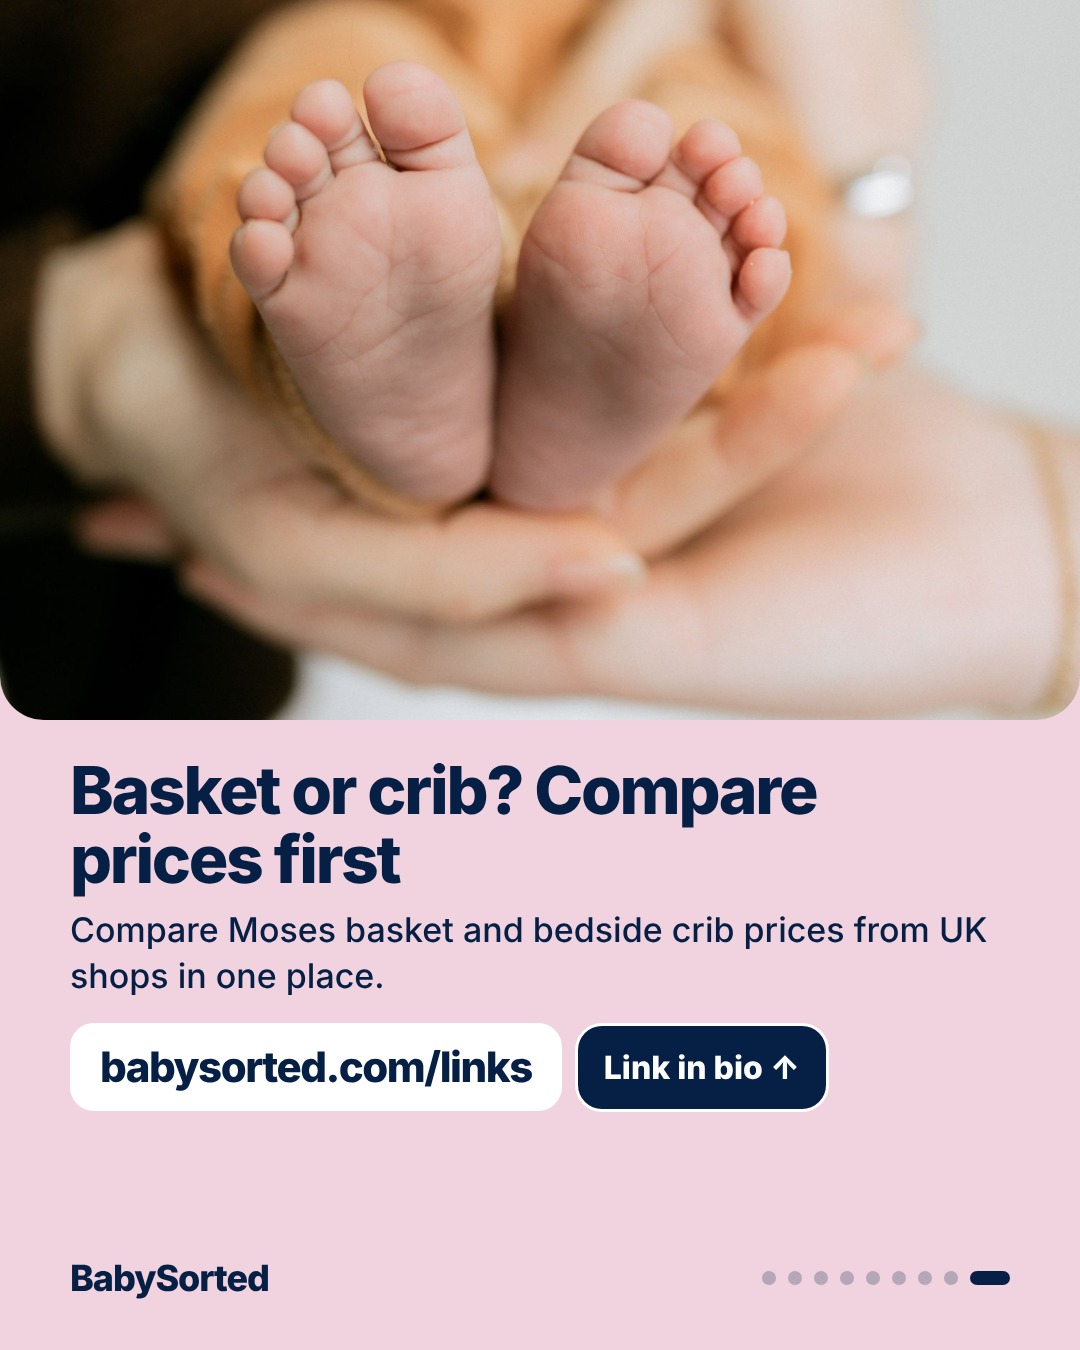 Basket or crib? Compare
prices first
Compare Moses basket and bedside crib prices from UK
shops in one place.
babysorted.com/links
Link in bio ↑
BabySorted